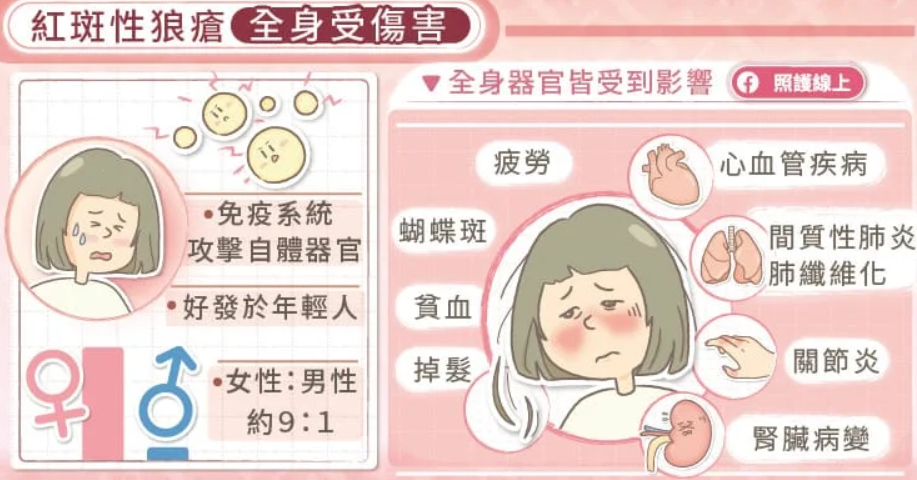 紅斑性狼瘡 全身受傷害
•免疫系統
攻擊自體器官
•好發於年輕人
•女性:男性
約9:1
▼全身器官皆受到影響 照護線上
疲勞
蝴蝶斑
貧血
掉髮
心血管疾病
間質性肺炎
肺纖維化
關節炎
腎臟病變